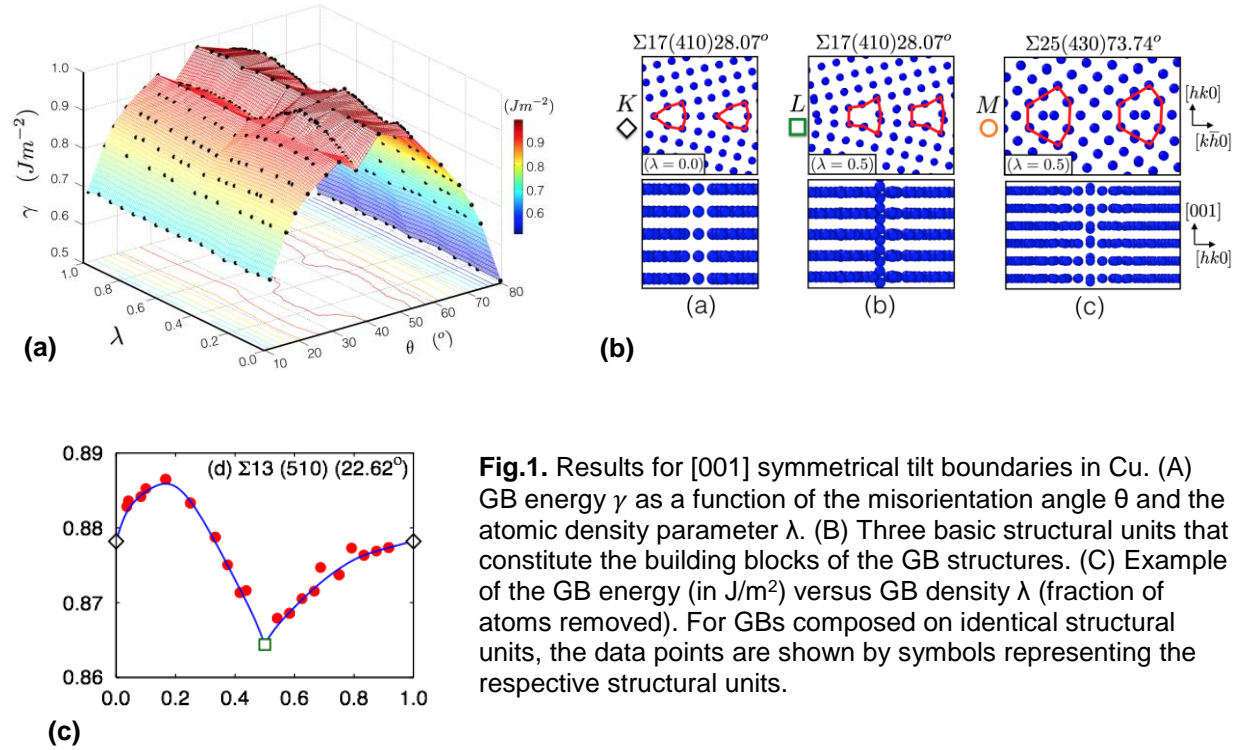 (a)
1.0
0.9
0.8
0.7
0.6
0.5
γ (Jm⁻²)
1.0
0.8
0.6
0.4
0.2
0.0
λ
10
20
30
40
50
60
70
80
θ (°)
(Jm⁻²)
1.0
0.9
0.8
0.7
0.6
(a)
Σ17(410)28.07° Σ17(410)28.07° Σ25(430)73.74°
K L M
[hk0]
[kh̅0]
(λ = 0.0) (λ = 0.5) (λ = 0.5)
[001]
[hk0]
(a) (b) (c)
(b)
(d) Σ13 (510) (22.62°)
0.89
0.88
0.87
0.86
0.0 0.2 0.4 0.6 0.8 1.0
(c)
Fig.1. Results for [001] symmetrical tilt boundaries in Cu. (A)
GB energy γ as a function of the misorientation angle θ and the
atomic density parameter λ. (B) Three basic structural units that
constitute the building blocks of the GB structures. (C) Example
of the GB energy (in J/m²) versus GB density λ (fraction of
atoms removed). For GBs composed on identical structural
units, the data points are shown by symbols representing the
respective structural units.